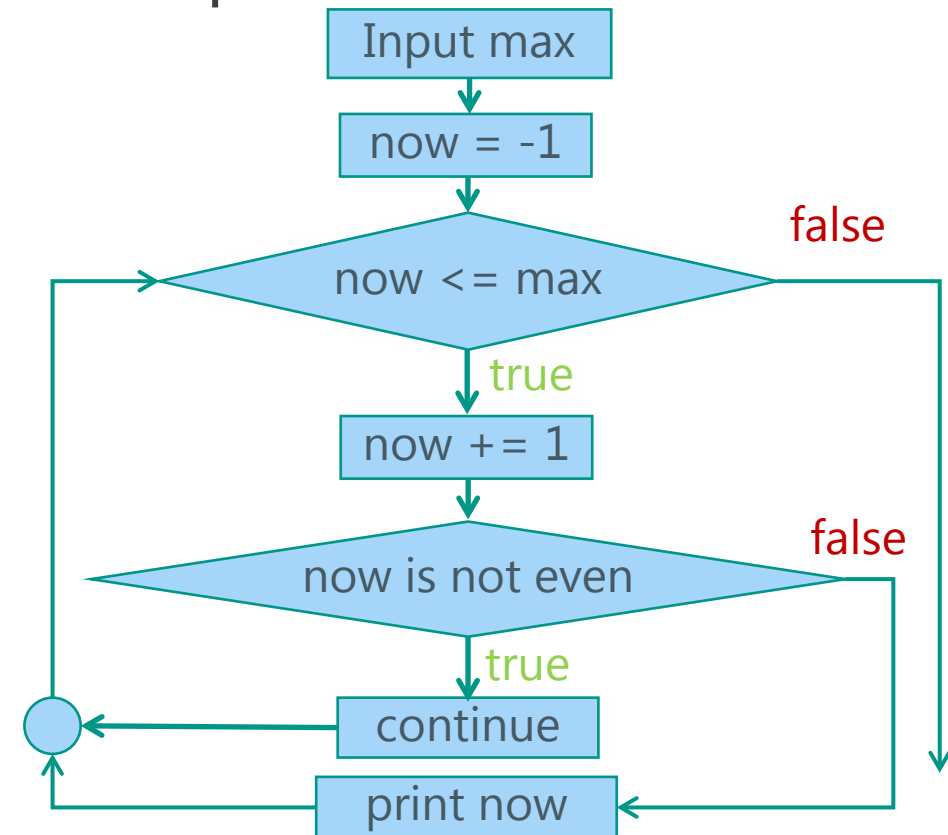 Input max
now = -1
false
now <= max
true
now += 1
false
now is not even
true
continue
print now